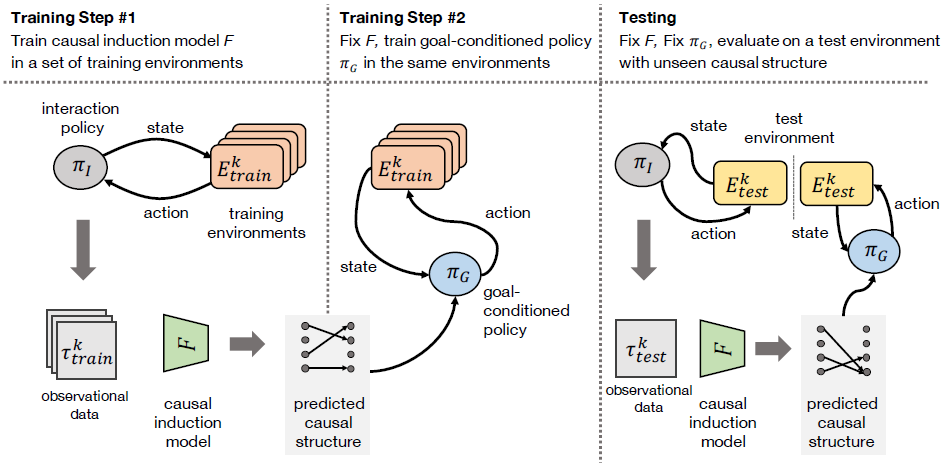 Training Step #1
Train causal induction model F
in a set of training environments
interaction
policy
state
π_I
E^k_train
action
training
environments
τ^k_train
observational
data
F
causal
induction
model
predicted
causal
structure
Training Step #2
Fix F, train goal-conditioned policy
π_G in the same environments
E^k_train
action
state
π_G
goal-
conditioned
policy
Testing
Fix F, Fix π_G, evaluate on a test environment
with unseen causal structure
state
test
environment
π_I
E^k_test
E^k_test
action
state
action
π_G
τ^k_test
observational
data
F
causal
induction
model
predicted
causal
structure